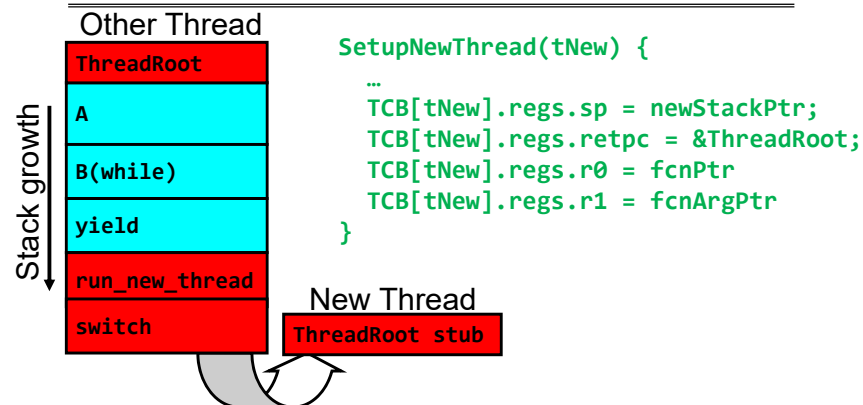 Other Thread
ThreadRoot
A
B(while)
yield
run_new_thread
switch
Stack growth
New Thread
ThreadRoot stub
SetupNewThread(tNew) {
…
TCB[tNew].regs.sp = newStackPtr;
TCB[tNew].regs.retpc = &ThreadRoot;
TCB[tNew].regs.r0 = fcnPtr
TCB[tNew].regs.r1 = fcnArgPtr
}